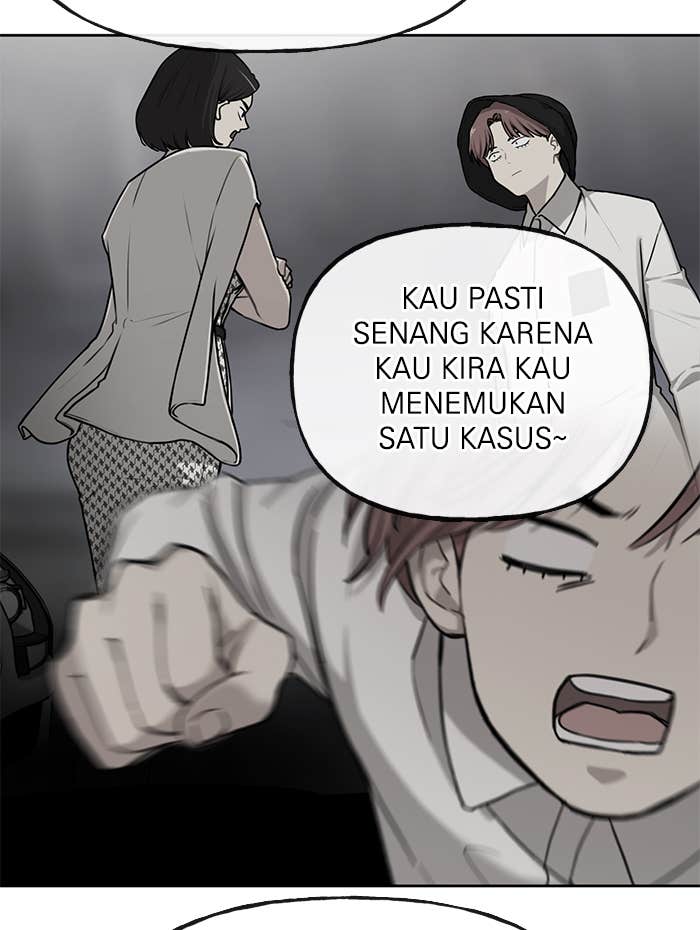 KAU PASTI
SENANG KARENA
KAU KIRA KAU
MENEMUKAN
SATU KASUS~